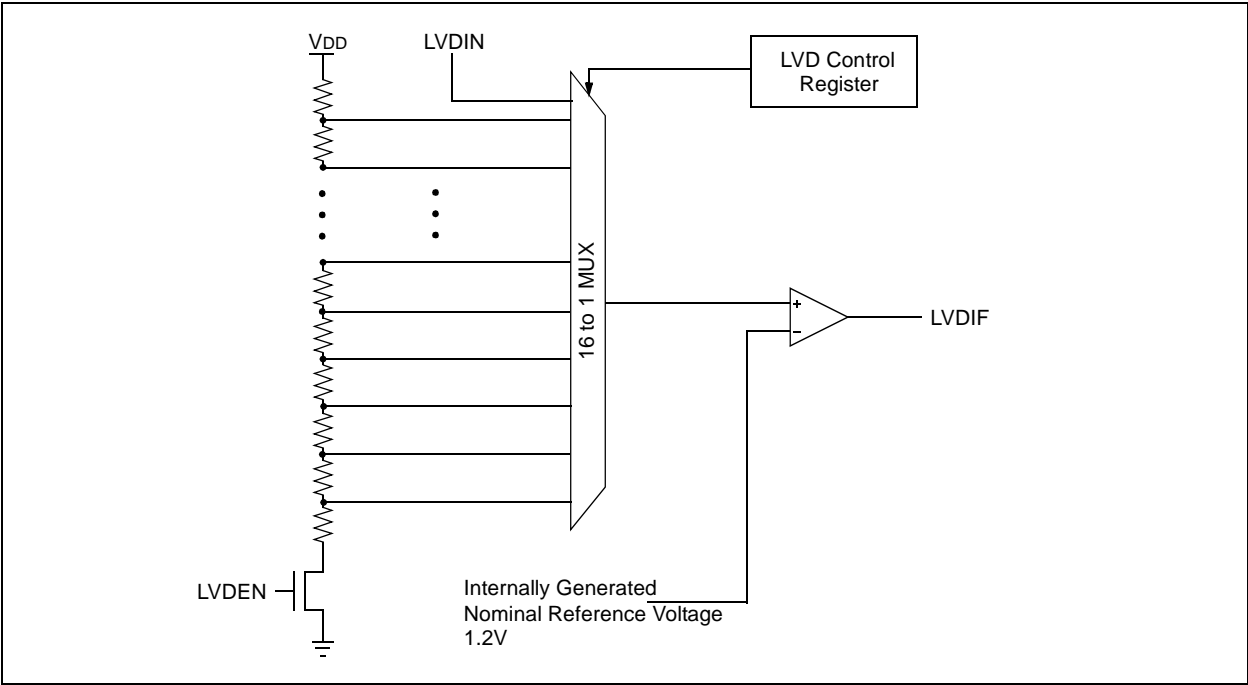 VDD
LVDIN
LVD Control
Register
16 to 1 MUX
+
−
LVDIF
LVDEN
Internally Generated
Nominal Reference Voltage
1.2V